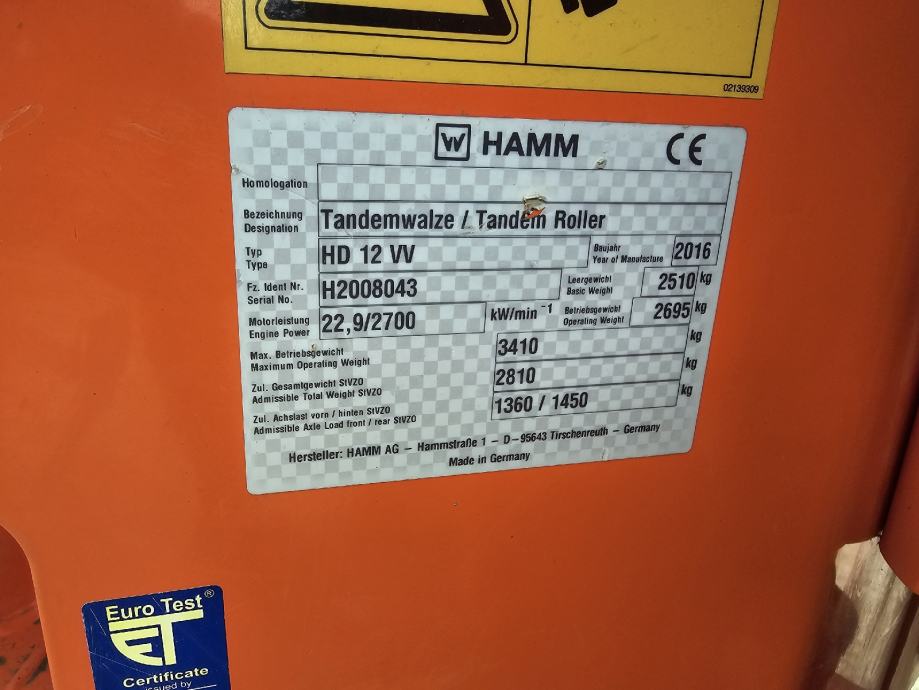 02139309
HAMM CE
Homologation
Bezeichnung
Designation
Tandemwalze / Tandem Roller
Typ
Type
HD 12 VV
Baujahr
Year of Manufacture
2016
Fz. Ident Nr.
Serial No.
H2008043
Leergewicht
Basic Weight
2510 kg
Motorleistung
Engine Power
22,9/2700 kW/min⁻¹
Betriebsgewicht
Operating Weight
2695 kg
Max. Betriebsgewicht
Maximum Operating Weight
3410 kg
Zul. Gesamtgewicht StVZO
Admissible Total Weight StVZO
2810 kg
Zul. Achslast vorn / hinten StVZO
Admissible Axle Load front / rear StVZO
1360 / 1450 kg
Hersteller: HAMM AG – Hammstraße 1 – D–95643 Tirschenreuth – Germany
Made in Germany
Euro Test®
ET
Certificate
issued by